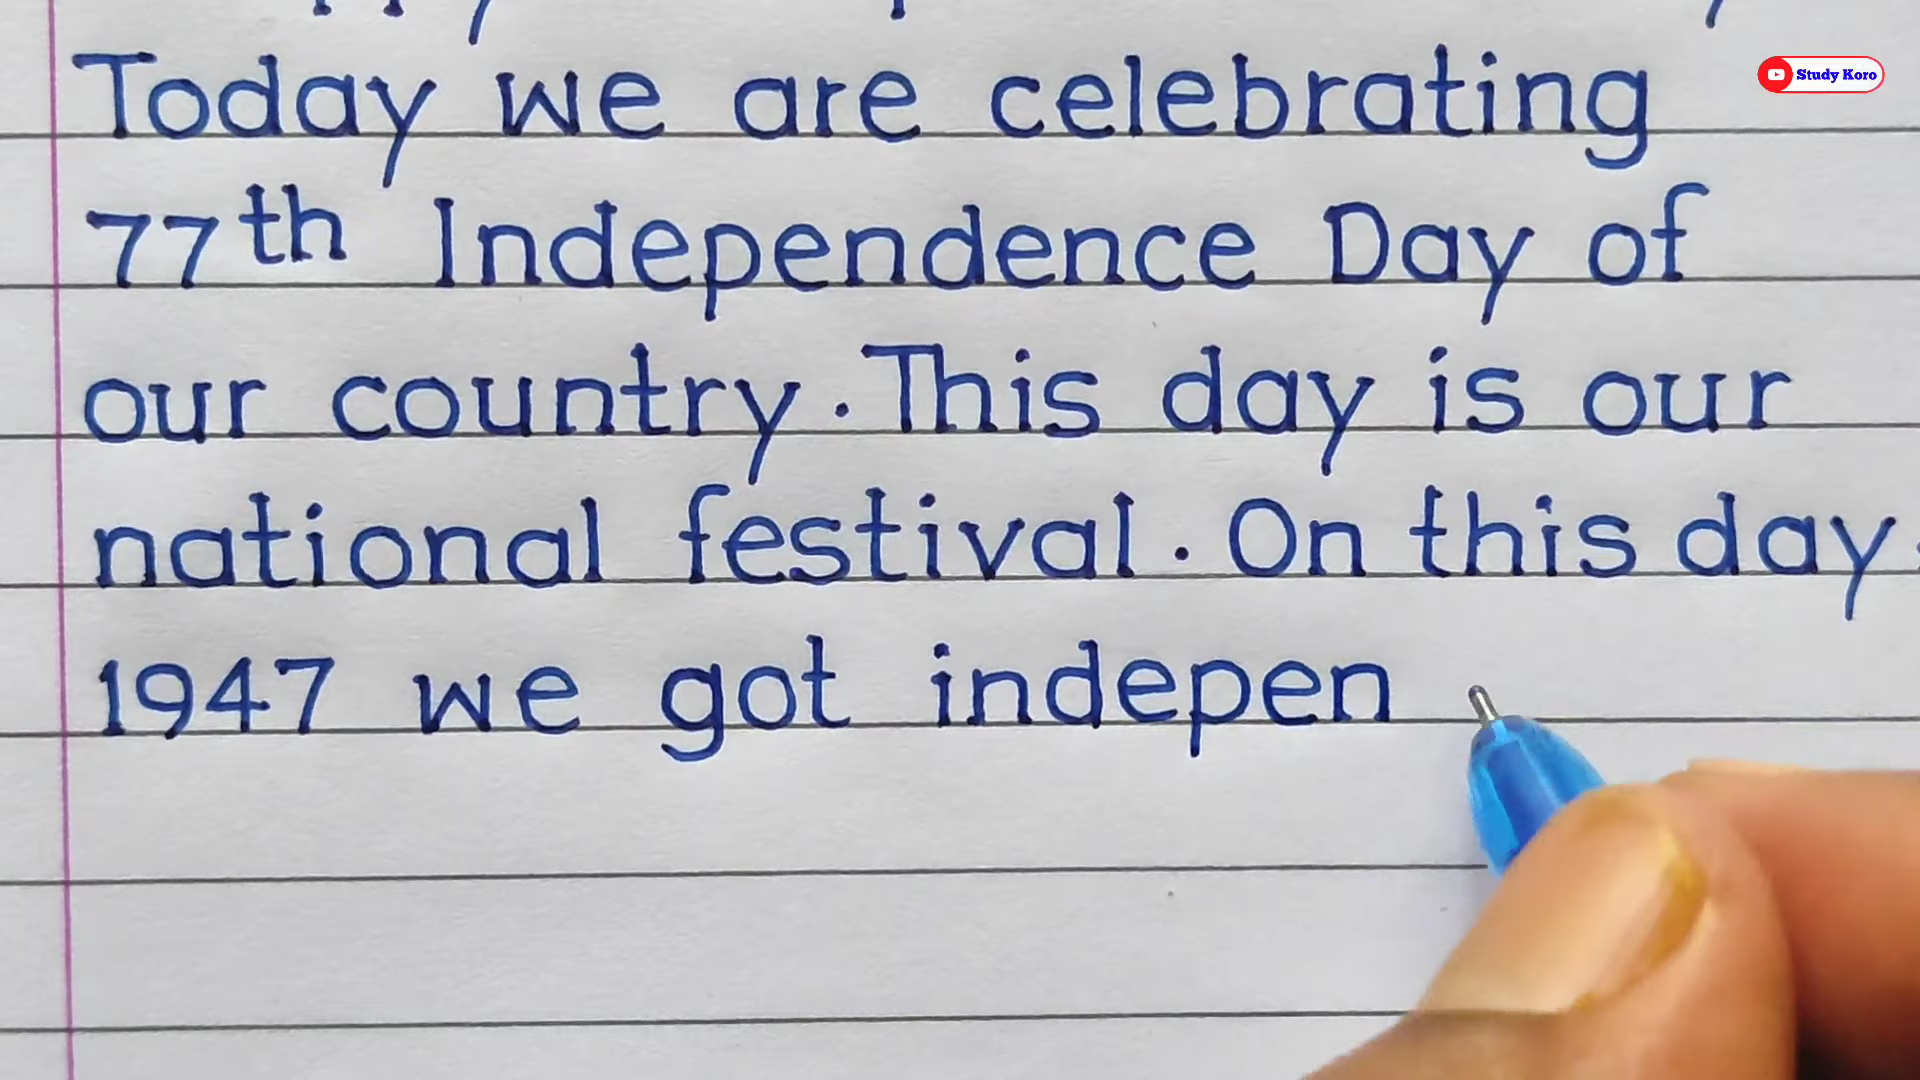 Study Koro
Today we are celebrating
77th Independence Day of
our country. This day is our
national festival. On this day
1947 we got indepen